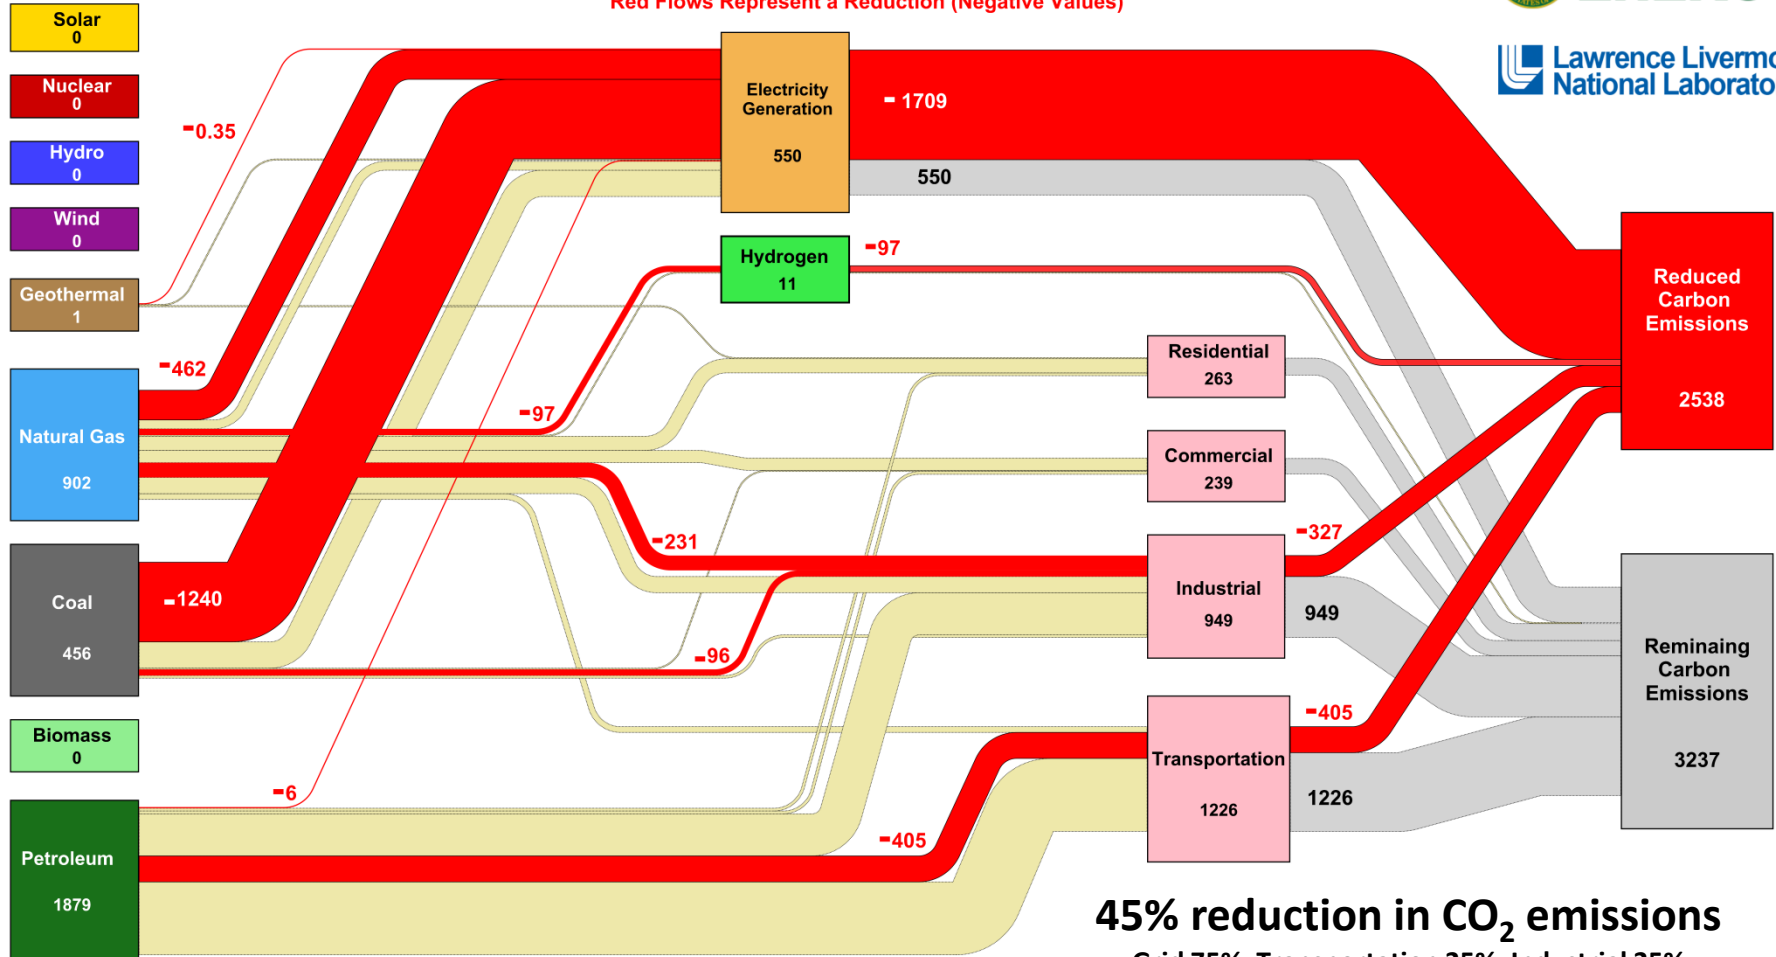 Red Flows Represent a Reduction (Negative Values)
Lawrence Livermo
National Laborato
Solar
0
Nuclear
0
Hydro
0
Wind
0
Geothermal
1
Natural Gas
902
Coal
456
Biomass
0
Petroleum
1879
-0.35
-462
-97
-231
-1240
-96
-6
-405
Electricity
Generation
550
- 1709
550
Hydrogen
11
-97
Residential
263
Commercial
239
Industrial
949
-327
949
Transportation
1226
-405
1226
Reduced
Carbon
Emissions
2538
Reminaing
Carbon
Emissions
3237
45% reduction in CO₂ emissions